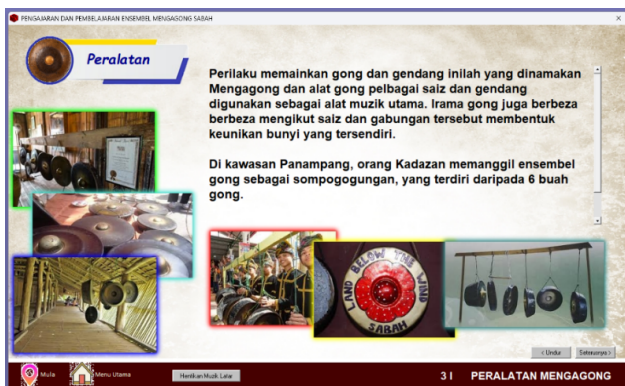 PENGAJARAN DAN PEMBELAJARAN ENSEMBEL MENGAGONG SABAH
Peralatan
Perilaku memainkan gong dan gendang inilah yang dinamakan
Mengagong dan alat gong pelbagai saiz dan gendang
digunakan sebagai alat muzik utama. Irama gong juga berbeza
berbeza mengikut saiz dan gabungan tersebut membentuk
keunikan bunyi yang tersendiri.
Di kawasan Panampang, orang Kadazan memanggil ensembel
gong sebagai sompogogungan, yang terdiri daripada 6 buah
gong.
LAND BELOW THE WIND
SABAH
< Undur
Seterusnya >
Mula
Menu Utama
Hentikan Muzik Latar
3 I
PERALATAN MENGAGONG